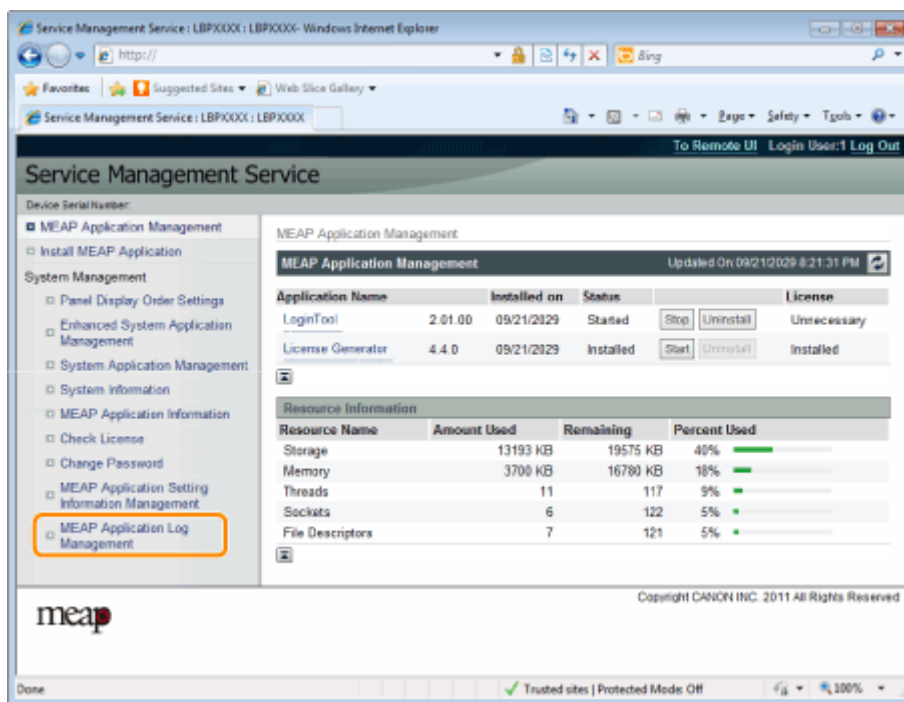 Service Management Service : LBPXXXX : LBPXXXX- Windows Internet Explorer
http://
Bing
Favorites Suggested Sites Web Slice Gallery
Service Management Service : LBPXXXX : LBPXXXX
Page Safety Tools
To Remote UI Login User:1 Log Out
Service Management Service
Device Serial Number:
MEAP Application Management
Install MEAP Application
System Management
Panel Display Order Settings
Enhanced System Application
Management
System Application Management
System Information
MEAP Application Information
Check License
Change Password
MEAP Application Setting
Information Management
MEAP Application Log
Management
MEAP Application Management
MEAP Application Management Updated On:09/21/2029 8:21:31 PM
Application Name Installed on Status License
LoginTool 2.01.00 09/21/2029 Started Stop Uninstall Unnecessary
License Generator 4.4.0 09/21/2029 Installed Start Uninstall Installed
Resource Information
Resource Name Amount Used Remaining Percent Used
Storage 13193 KB 19575 KB 40%
Memory 3700 KB 16780 KB 18%
Threads 11 117 9%
Sockets 6 122 5%
File Descriptors 7 121 5%
Copyright CANON INC. 2011 All Rights Reserved
meap
Done Trusted sites | Protected Mode: Off 100%